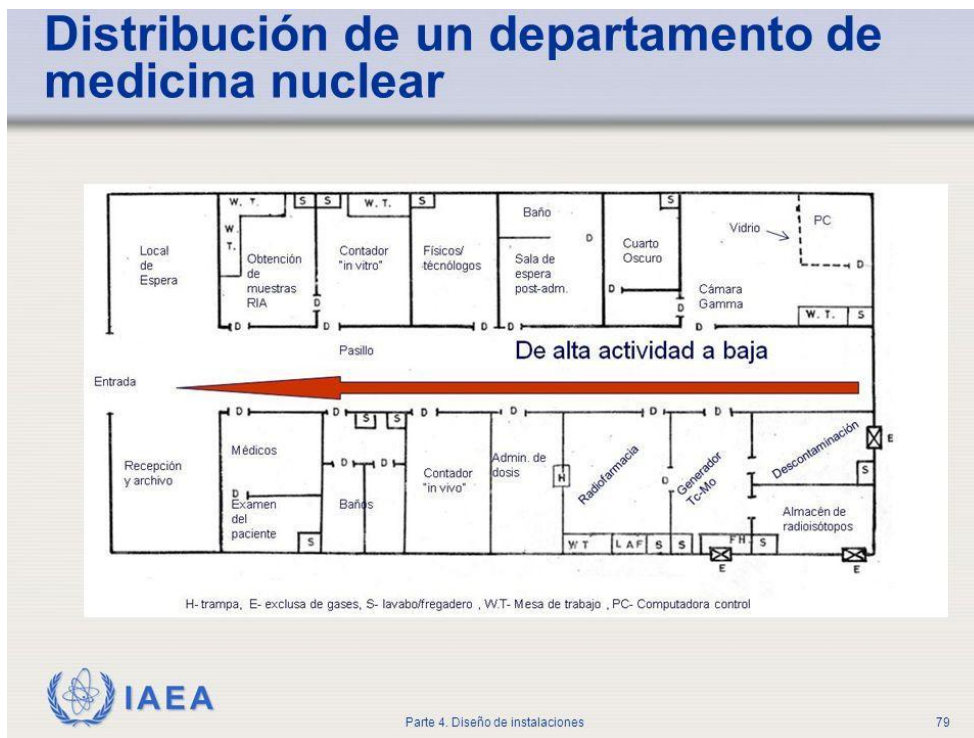 Distribución de un departamento de
medicina nuclear
W. T.
S
S
W. T.
S
S
W.
T.
Local
de
Espera
Obtención
de
muestras
RIA
D
Contador
"in vitro"
Físicos/
técnólogos
Baño
D
Sala de
espera
post-adm.
Cuarto
Oscuro
D
D
Vidrio
PC
D
Cámara
Gamma
W. T.
S
D
D
D
D
D
Pasillo
De alta actividad a baja
Entrada
D
D
S
S
D
D
D
D
E
Recepción
y archivo
Médicos
D
Examen
del
paciente
S
D
D
Baños
Contador
"in vivo"
Admin. de
dosis
H
Radiofarmacia
D
Generador
Tc-Mo
Descontaminación
S
Almacén de
radioisótopos
W T
L A F
S
S
F H
S
E
E
H- trampa, E- exclusa de gases, S- lavabo/fregadero , W.T- Mesa de trabajo , PC- Computadora control
IAEA
Parte 4. Diseño de instalaciones
79